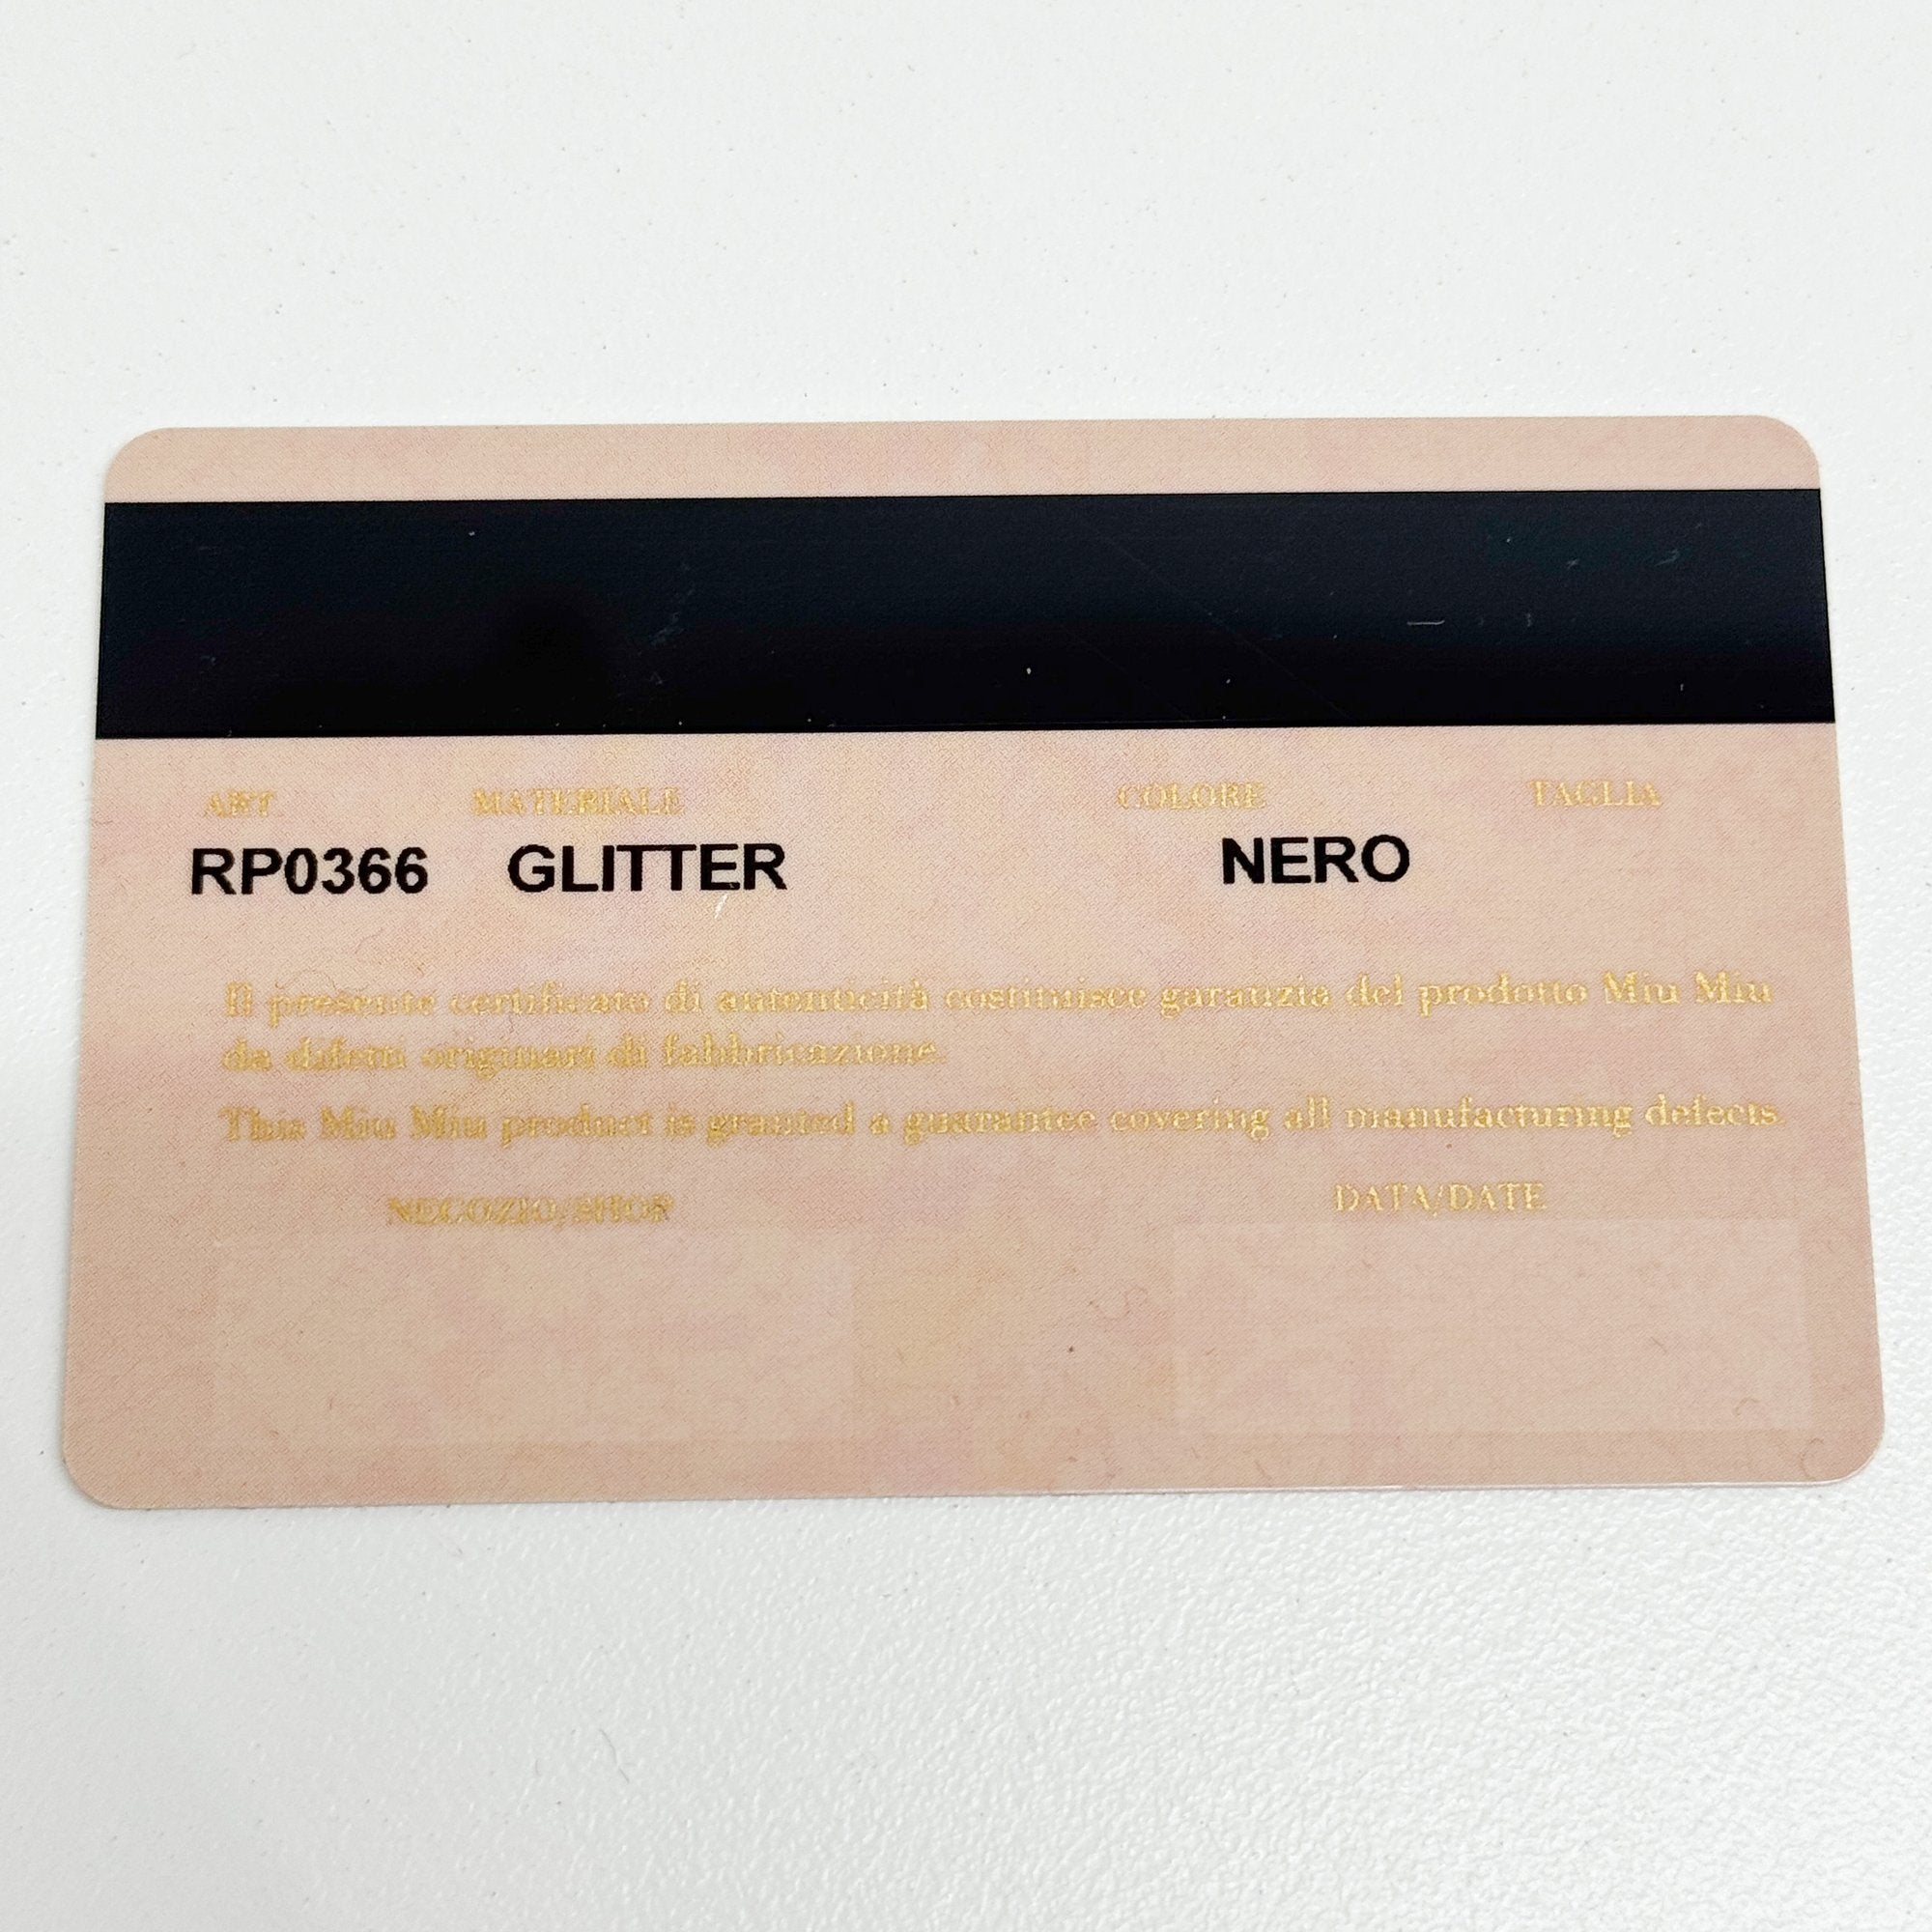 ART. MATERIALE COLORE TAGLIA
RP0366 GLITTER NERO
Il presente certificato di autenticità costituisce garanzia del prodotto Miu Miu
da difetti originari di fabbricazione.
This Miu Miu product is granted a guarantee covering all manufacturing defects.
NEGOZIO/SHOP DATA/DATE